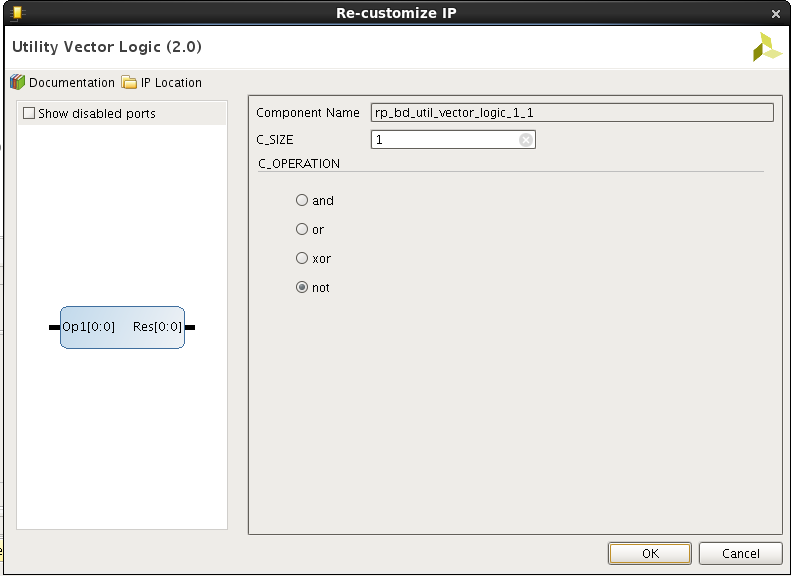 Re-customize IP
Utility Vector Logic (2.0)
Documentation IP Location
Show disabled ports
Op1[0:0] Res[0:0]
Component Name rp_bd_util_vector_logic_1_1
C_SIZE 1
C_OPERATION
and
or
xor
not
OK Cancel